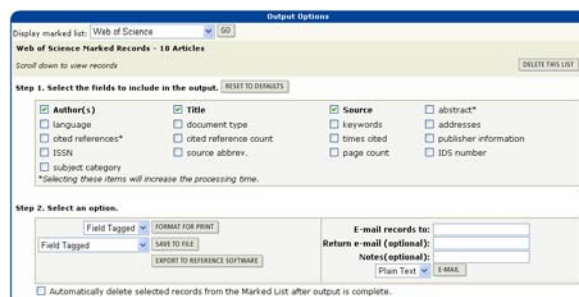 Output Options
Display marked list: Web of Science GO
Web of Science Marked Records - 18 Articles
Scroll down to view records DELETE THIS LIST
Step 1. Select the fields to include in the output. RESET TO DEFAULTS
Author(s) Title Source abstract*
language document type keywords addresses
cited references* cited reference count times cited publisher information
ISSN source abbrev. page count IDS number
subject category
*Selecting these items will increase the processing time.
Step 2. Select an option.
Field Tagged FORMAT FOR PRINT E-mail records to:
Field Tagged SAVE TO FILE Return e-mail (optional):
EXPORT TO REFERENCE SOFTWARE Notes(optional):
Plain Text E-MAIL
Automatically delete selected records from the Marked List after output is complete.